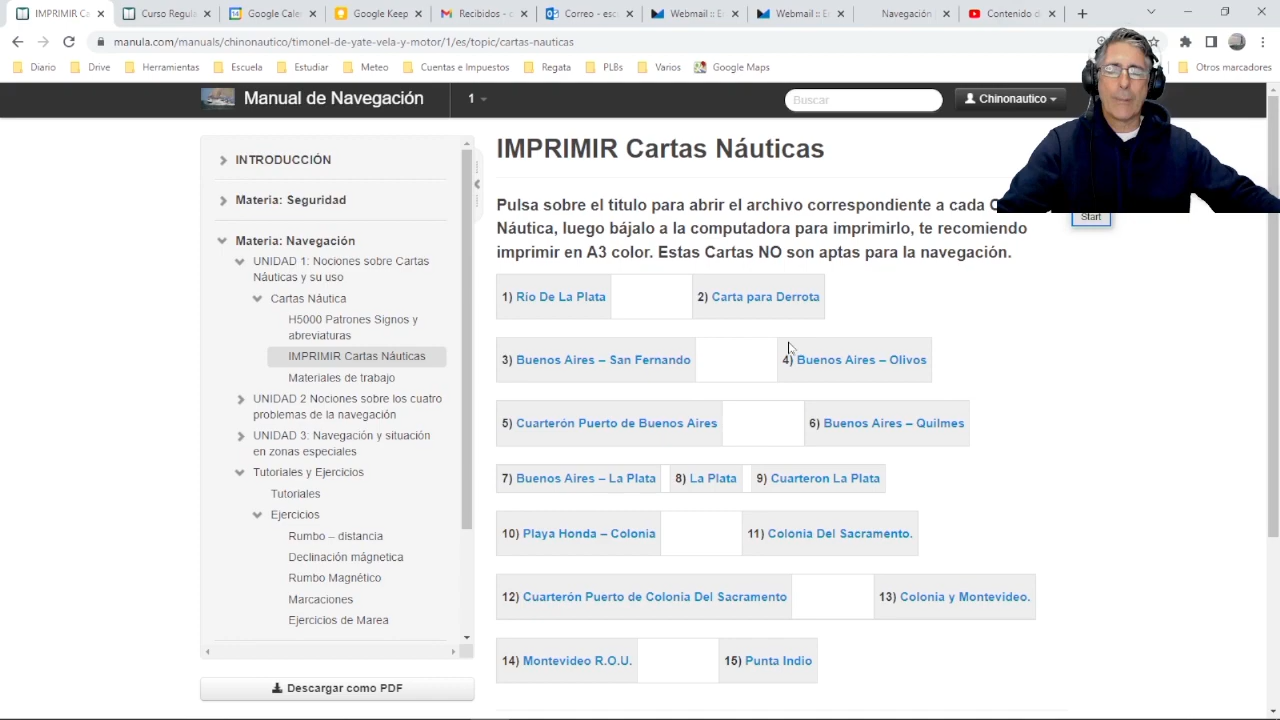 IMPRIMIR Ca
Curso Regula
Google Cale
Google Keep
Recibidos - c
Correo - esc
Webmail :: E
Webmail :: E
Navegación
Contenido d
manula.com/manuals/chinonautico/timonel-de-yate-vela-y-motor/1/es/topic/cartas-nauticas
Diario
Drive
Herramientas
Escuela
Estudiar
Meteo
Cuentas e Impuestos
Regata
PLBs
Varios
Google Maps
Otros marcadores
Manual de Navegación
1
Buscar
Chinonautico
INTRODUCCIÓN
Materia: Seguridad
Materia: Navegación
UNIDAD 1: Nociones sobre Cartas
Náuticas y su uso
Cartas Náutica
H5000 Patrones Signos y
abreviaturas
IMPRIMIR Cartas Náuticas
Materiales de trabajo
UNIDAD 2 Nociones sobre los cuatro
problemas de la navegación
UNIDAD 3: Navegación y situación
en zonas especiales
Tutoriales y Ejercicios
Tutoriales
Ejercicios
Rumbo – distancia
Declinación mágnetica
Rumbo Magnético
Marcaciones
Ejercicios de Marea
Descargar como PDF
IMPRIMIR Cartas Náuticas
Pulsa sobre el titulo para abrir el archivo correspondiente a cada
Náutica, luego bájalo a la computadora para imprimirlo, te recomiendo
imprimir en A3 color. Estas Cartas NO son aptas para la navegación.
Start
1) Río De La Plata
2) Carta para Derrota
3) Buenos Aires – San Fernando
4) Buenos Aires – Olivos
5) Cuarterón Puerto de Buenos Aires
6) Buenos Aires – Quilmes
7) Buenos Aires – La Plata
8) La Plata
9) Cuarteron La Plata
10) Playa Honda – Colonia
11) Colonia Del Sacramento.
12) Cuarterón Puerto de Colonia Del Sacramento
13) Colonia y Montevideo.
14) Montevideo R.O.U.
15) Punta Indio